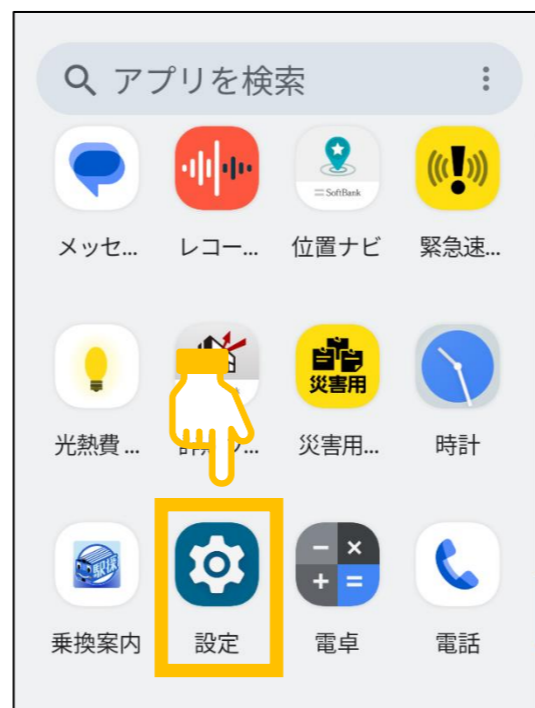 アプリを検索
SoftBank
メッセ...
レコー...
位置ナビ
緊急速...
災害用
光熱費 ...
災害用...
時計
乗換案内
設定
電卓
電話